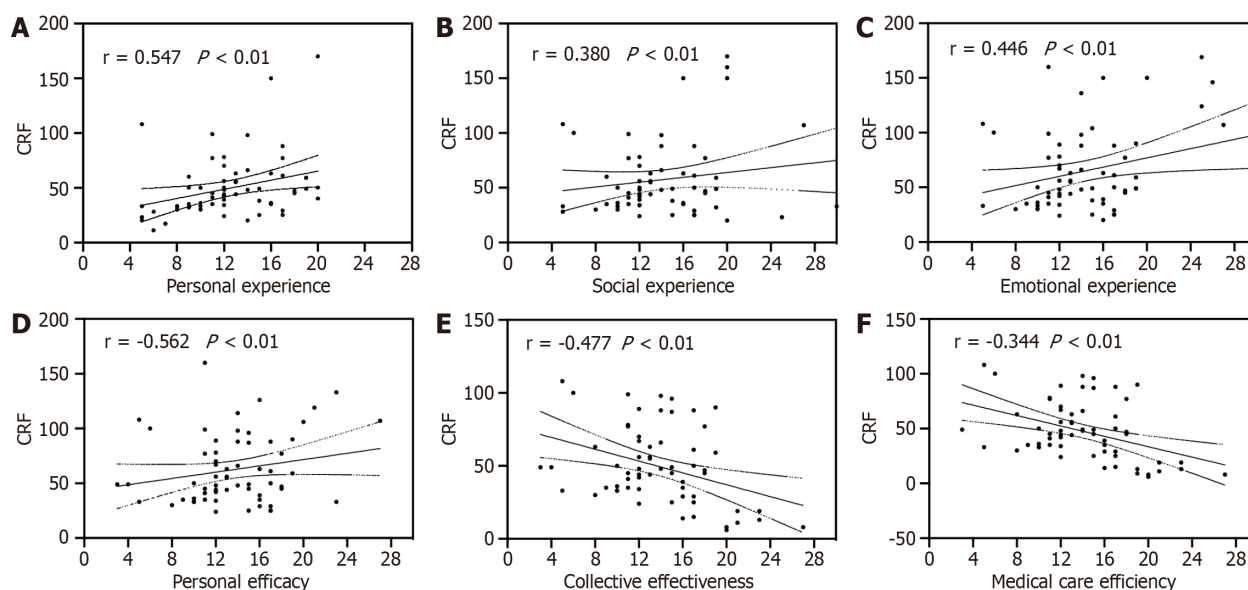 A
200
150
100
50
0
CRF
r = 0.547 P < 0.01
0 4 8 12 16 20 24 28
Personal experience
B
200
150
100
50
0
CRF
r = 0.380 P < 0.01
0 4 8 12 16 20 24 28
Social experience
C
200
150
100
50
0
CRF
r = 0.446 P < 0.01
0 4 8 12 16 20 24 28
Emotional experience
D
200
150
100
50
0
CRF
r = -0.562 P < 0.01
0 4 8 12 16 20 24 28
Personal efficacy
E
150
100
50
0
CRF
r = -0.477 P < 0.01
0 4 8 12 16 20 24 28
Collective effectiveness
F
150
100
50
0
-50
CRF
r = -0.344 P < 0.01
0 4 8 12 16 20 24 28
Medical care efficiency